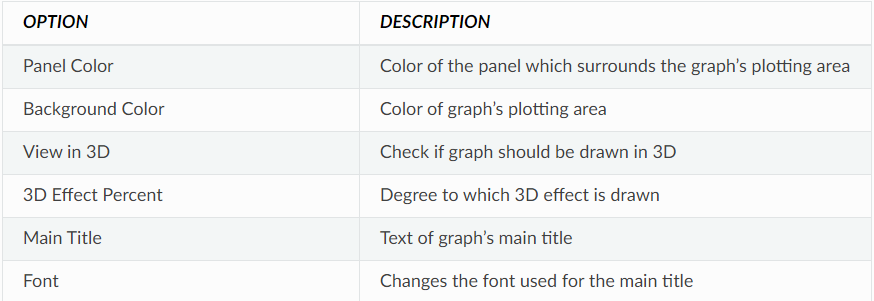 OPTION DESCRIPTION
Panel Color Color of the panel which surrounds the graph’s plotting area
Background Color Color of graph’s plotting area
View in 3D Check if graph should be drawn in 3D
3D Effect Percent Degree to which 3D effect is drawn
Main Title Text of graph’s main title
Font Changes the font used for the main title